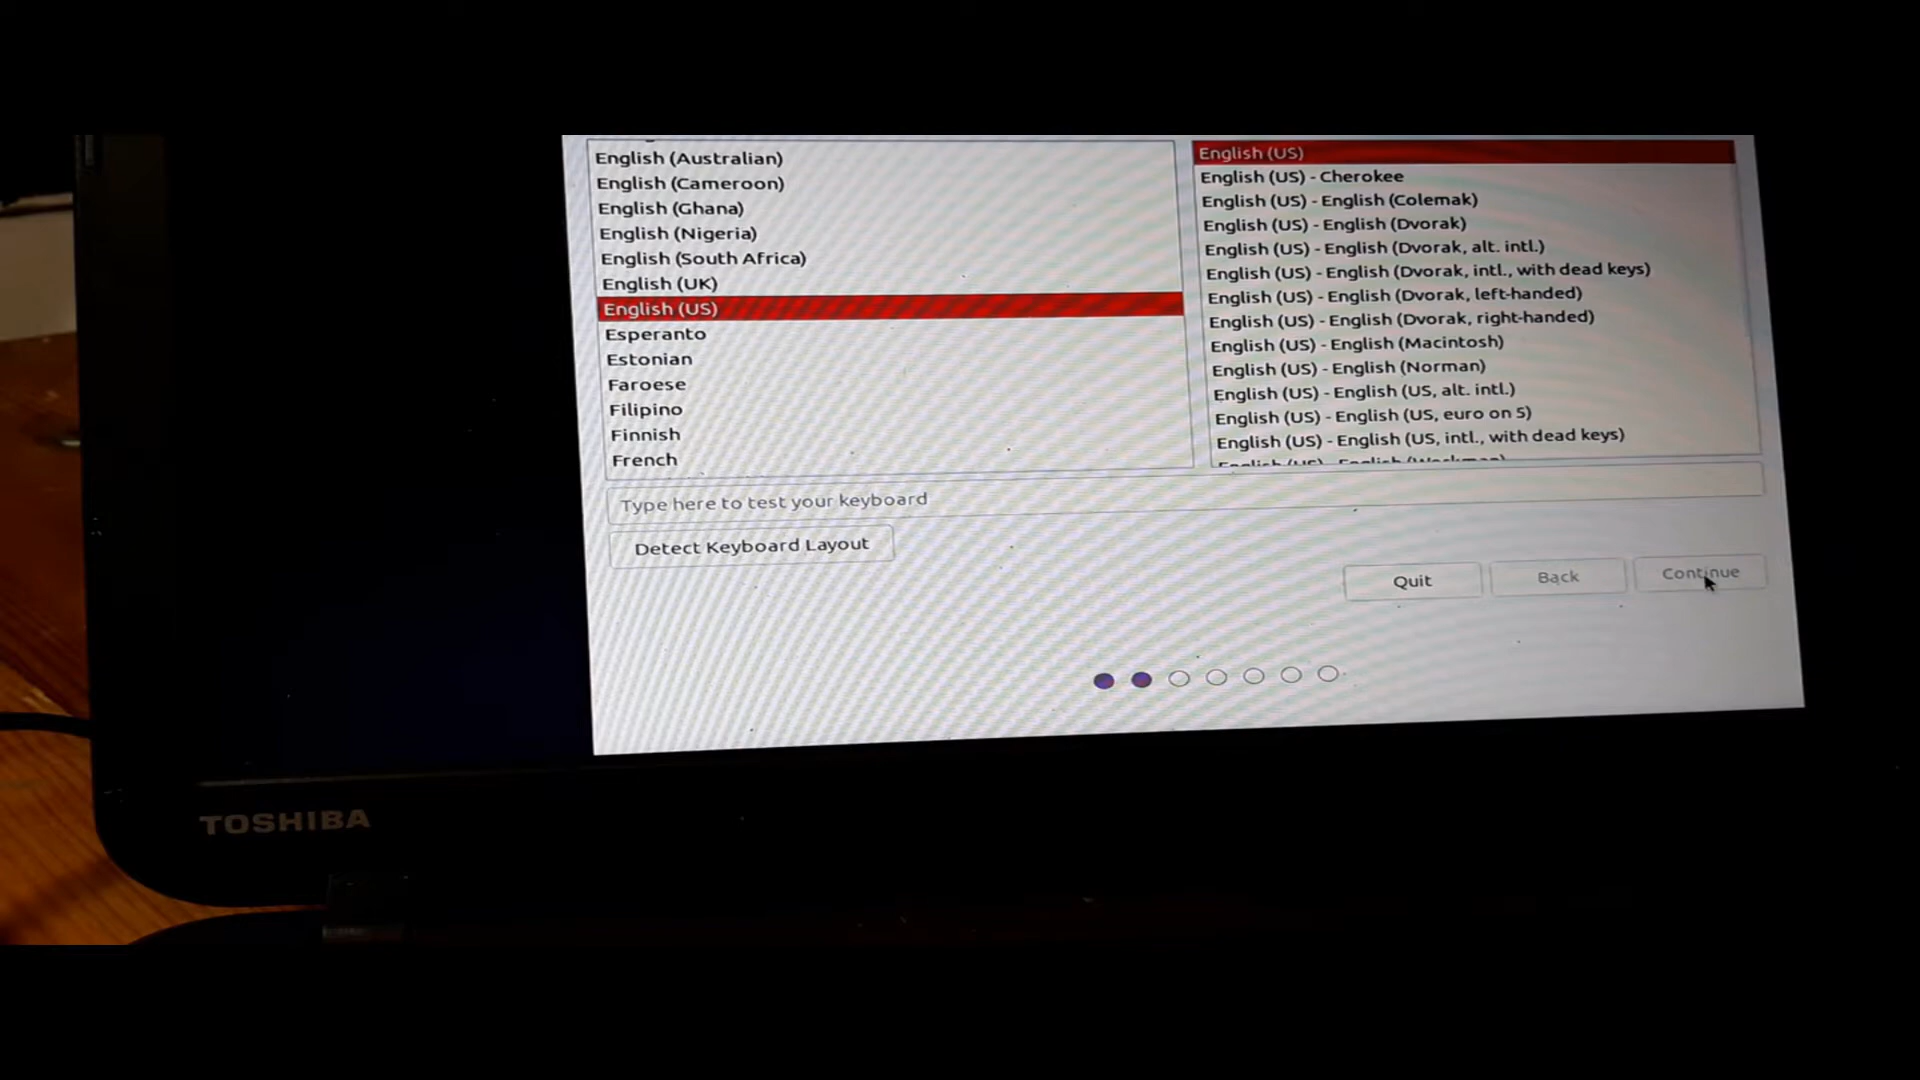 English (Australian)
English (Cameroon)
English (Ghana)
English (Nigeria)
English (South Africa)
English (UK)
English (US)
Esperanto
Estonian
Faroese
Filipino
Finnish
French
English (US)
English (US) - Cherokee
English (US) - English (Colemak)
English (US) - English (Dvorak)
English (US) - English (Dvorak, alt. intl.)
English (US) - English (Dvorak, intl., with dead keys)
English (US) - English (Dvorak, left-handed)
English (US) - English (Dvorak, right-handed)
English (US) - English (Macintosh)
English (US) - English (Norman)
English (US) - English (US, alt. intl.)
English (US) - English (US, euro on 5)
English (US) - English (US, intl., with dead keys)
English (US) - English (Workman)
Type here to test your keyboard
Detect Keyboard Layout
Quit
Back
Continue
TOSHIBA